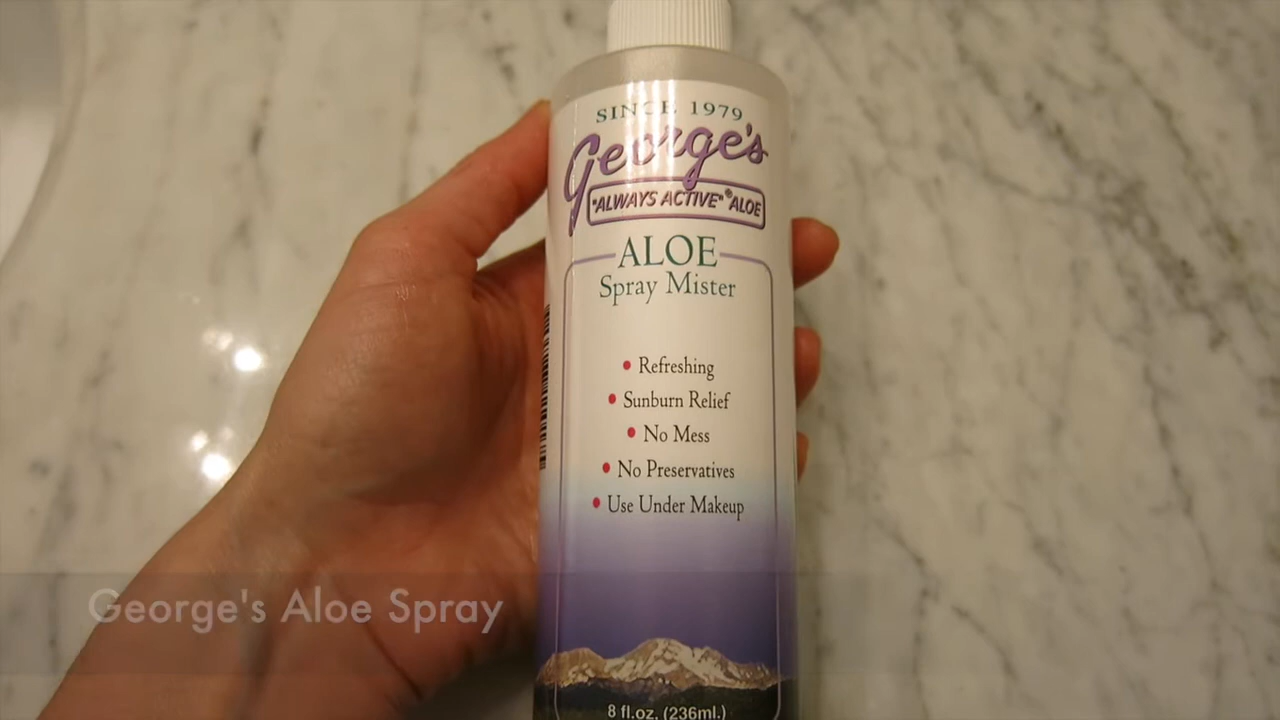 SINCE 1979
George's
"ALWAYS ACTIVE"® ALOE
ALOE
Spray Mister
• Refreshing
• Sunburn Relief
• No Mess
• No Preservatives
• Use Under Makeup
George's Aloe Spray
8 fl.oz. (236ml.)